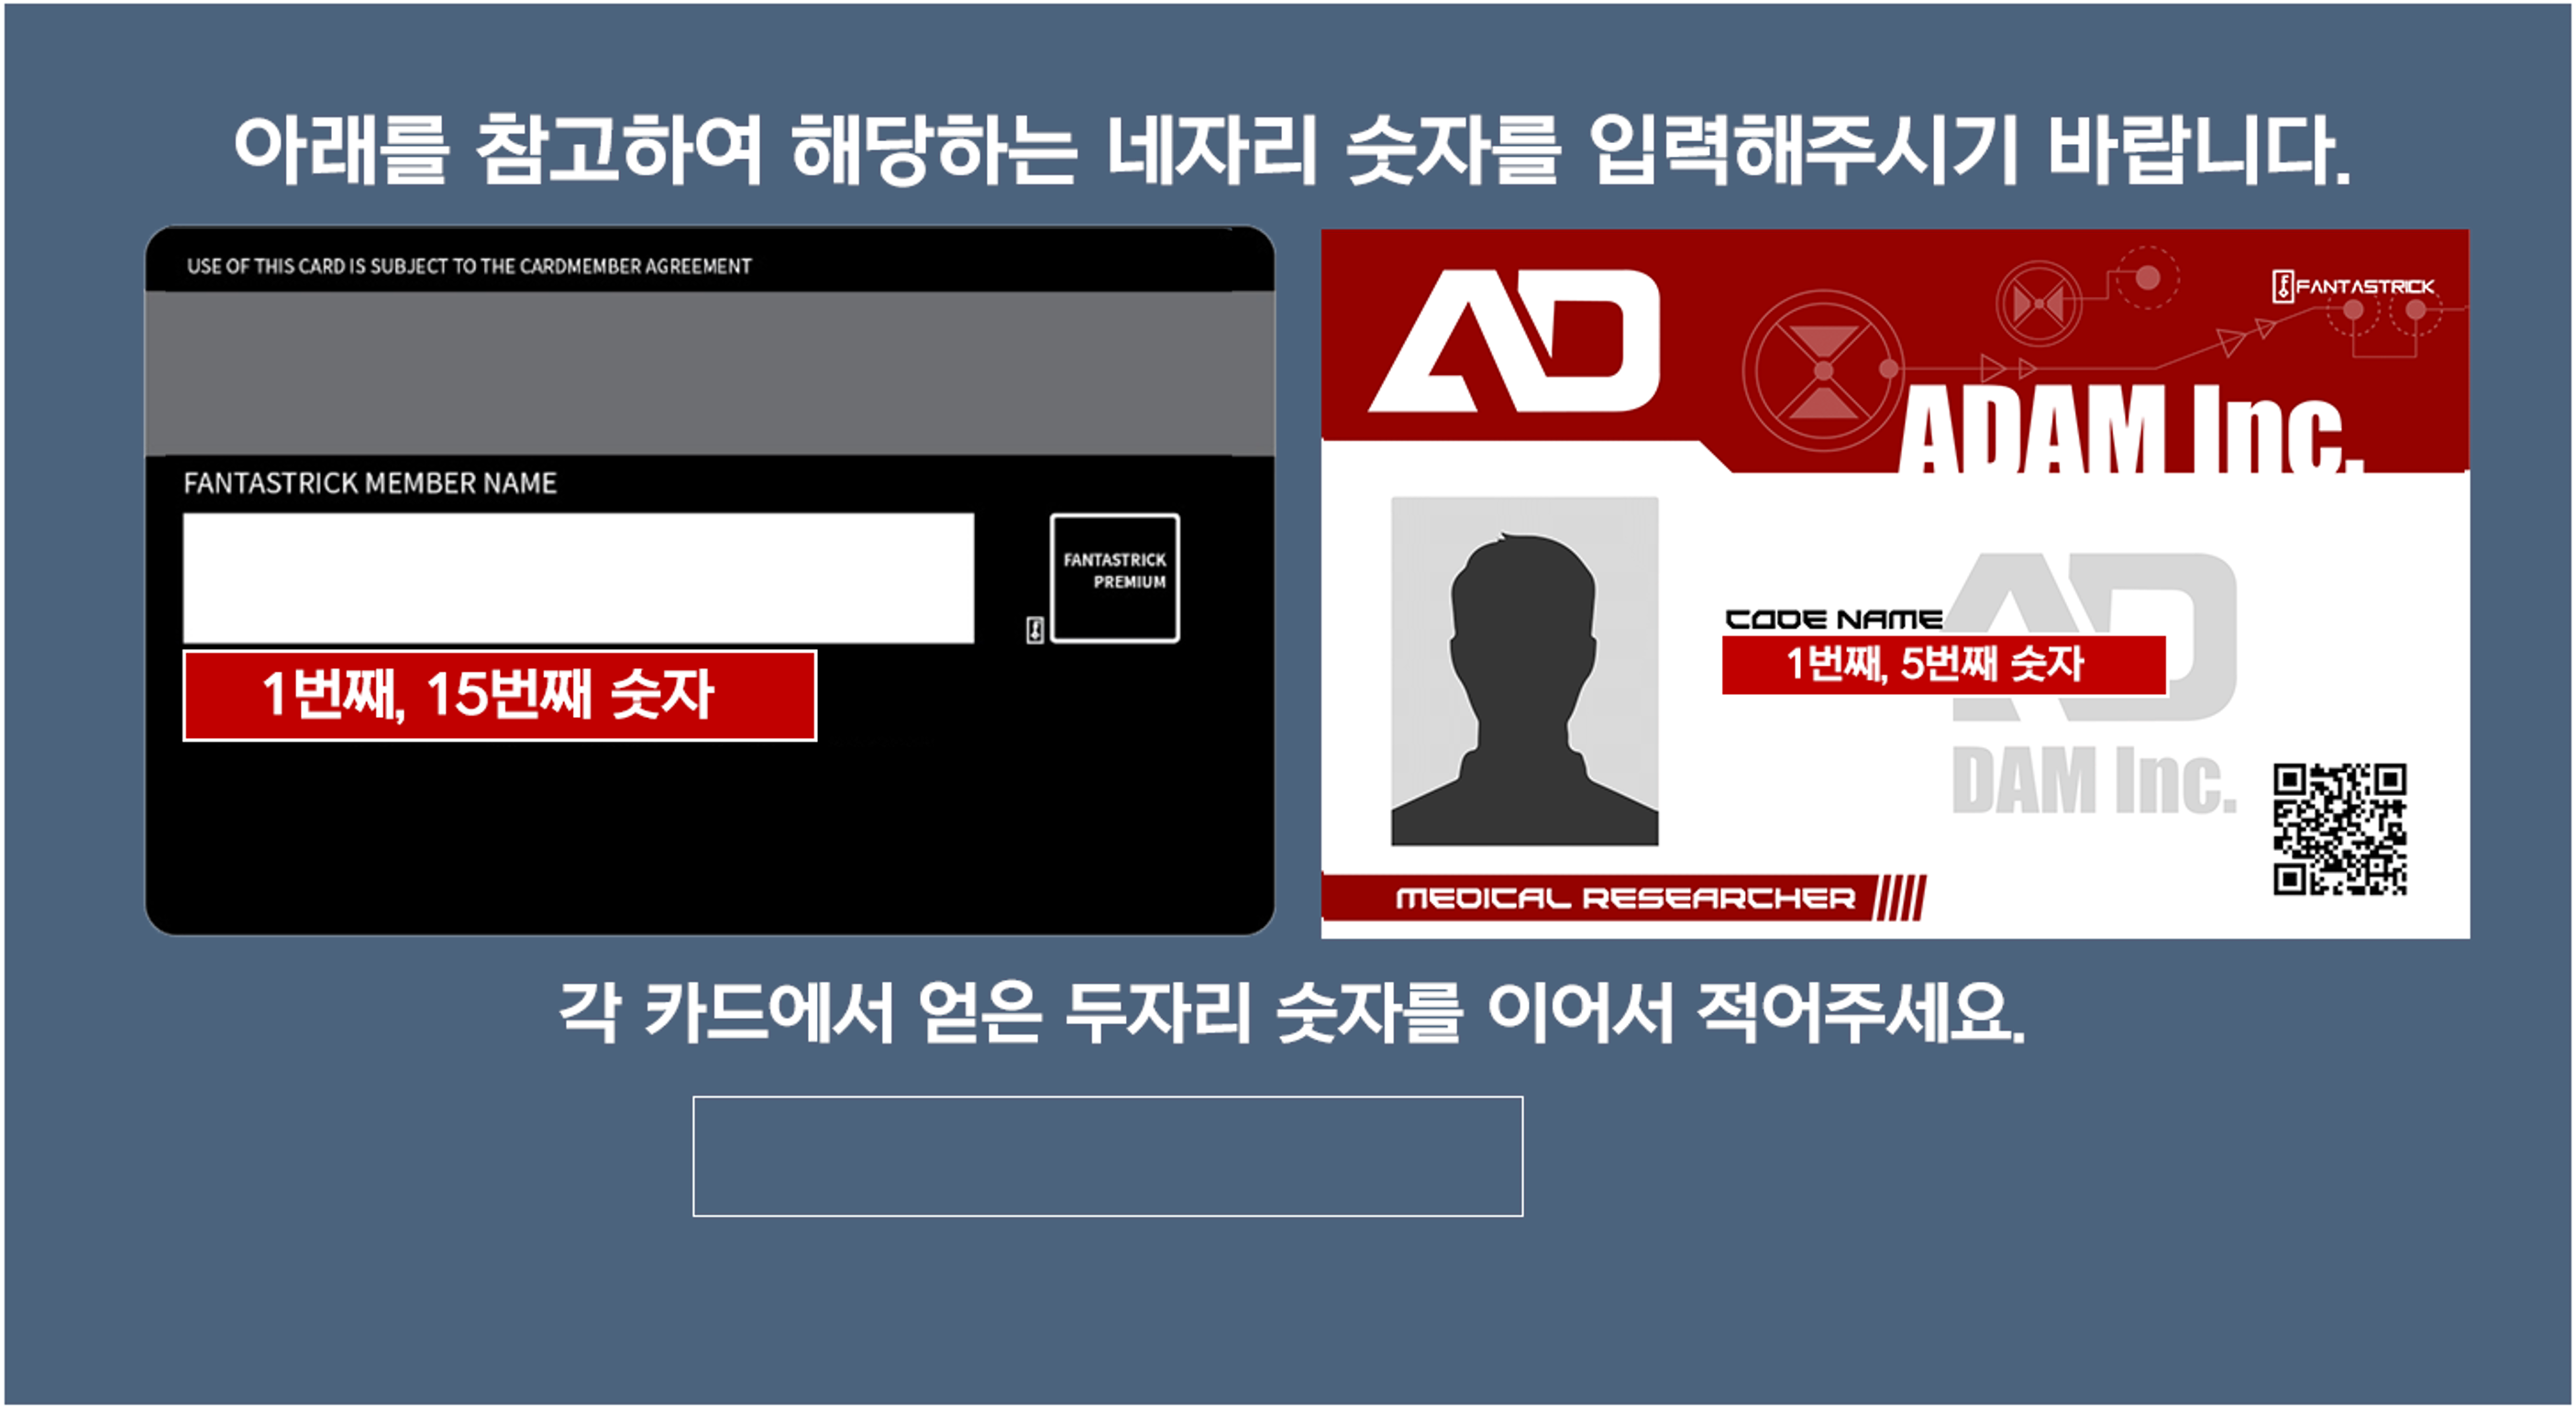 아래를 참고하여 해당하는 네자리 숫자를 입력해주시기 바랍니다.
USE OF THIS CARD IS SUBJECT TO THE CARDMEMBER AGREEMENT
FANTASTRICK MEMBER NAME
FANTASTRICK
PREMIUM
1번째, 15번째 숫자
AD
FANTASTRICK
ADAM Inc.
CODE NAME
1번째, 5번째 숫자
AD
DAM Inc.
MEDICAL RESEARCHER
각 카드에서 얻은 두자리 숫자를 이어서 적어주세요.